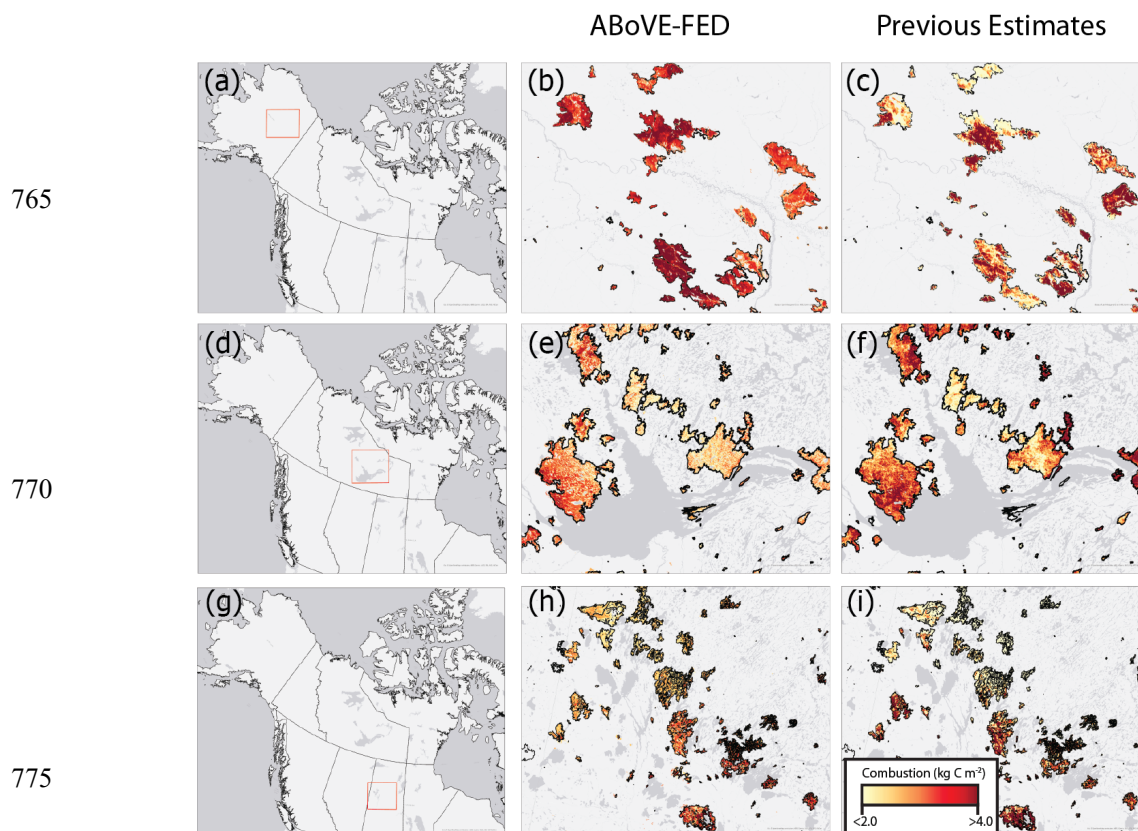 ABoVE-FED Previous Estimates
(a) (b) (c)
765
(d) (e) (f)
770
(g) (h) (i)
775
Combustion (kg C m⁻²)
<2.0 >4.0